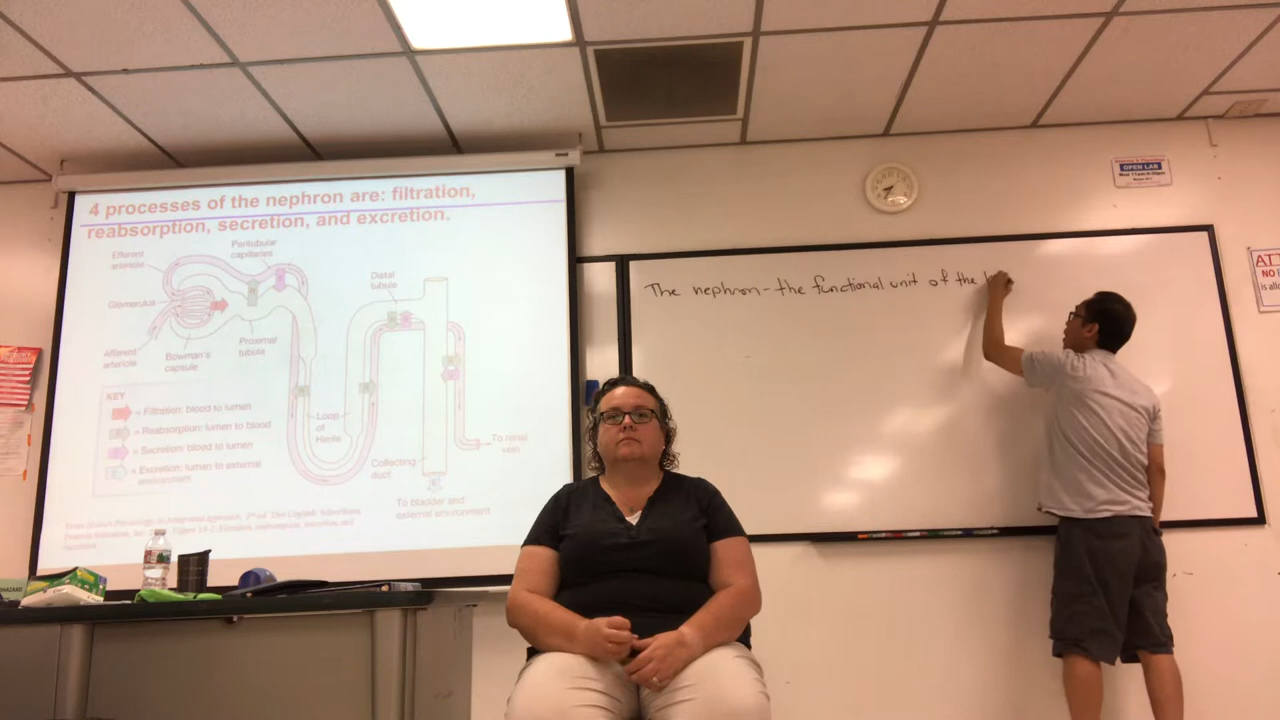 4 processes of the nephron are: filtration,
reabsorption, secretion, and excretion.
Efferent
arteriole
Peritubular
capillaries
Glomerulus
Distal
tubule
Afferent
arteriole
Bowman's
capsule
Proximal
tubule
KEY
= Filtration: blood to lumen
= Reabsorption: lumen to blood
= Secretion: blood to lumen
= Excretion: lumen to external
environment
Loop
of
Henle
Collecting
duct
To renal
vein
To bladder and
external environment
The nephron - the functional unit of the
OPEN LAB
NO
is